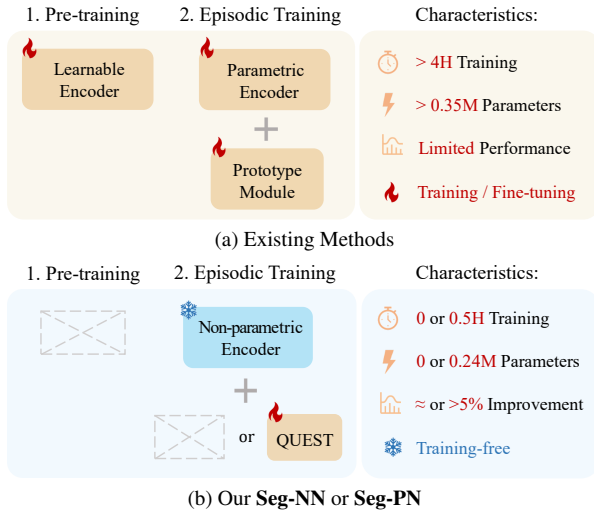 1. Pre-training
2. Episodic Training
Characteristics:
Learnable
Encoder
Parametric
Encoder
+
Prototype
Module
> 4H Training
> 0.35M Parameters
Limited Performance
Training / Fine-tuning
(a) Existing Methods
1. Pre-training
2. Episodic Training
Characteristics:
Non-parametric
Encoder
+
or
QUEST
0 or 0.5H Training
0 or 0.24M Parameters
≈ or >5% Improvement
Training-free
(b) Our Seg-NN or Seg-PN